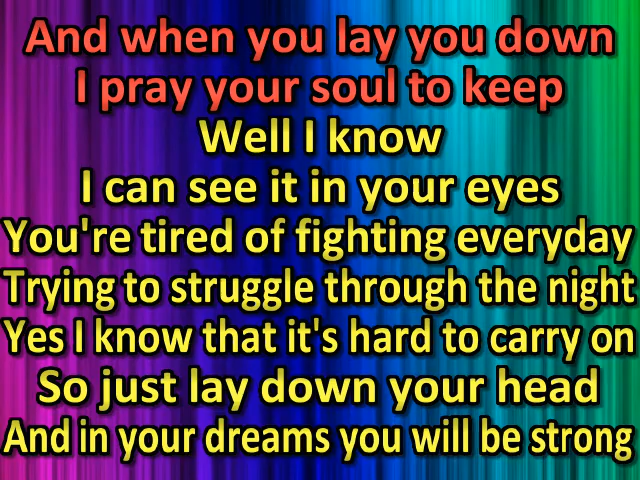 And when you lay you down
I pray your soul to keep
Well I know
I can see it in your eyes
You're tired of fighting everyday
Trying to struggle through the night
Yes I know that it's hard to carry on
So just lay down your head
And in your dreams you will be strong